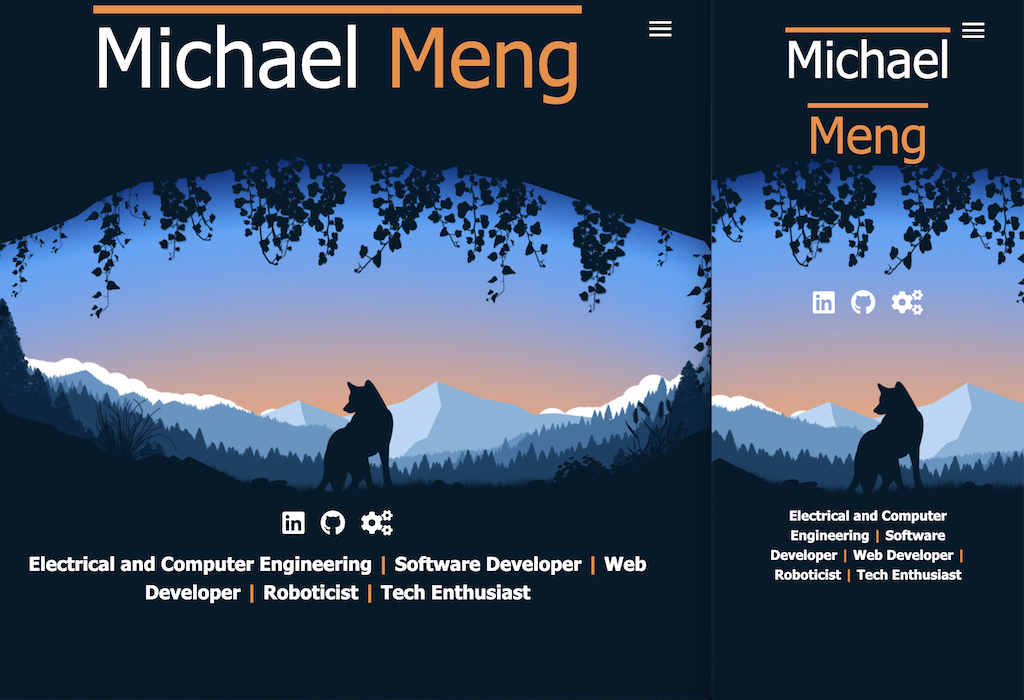 Michael Meng
Electrical and Computer Engineering | Software Developer | Web
Developer | Roboticist | Tech Enthusiast
Michael
Meng
Electrical and Computer
Engineering | Software
Developer | Web Developer |
Roboticist | Tech Enthusiast